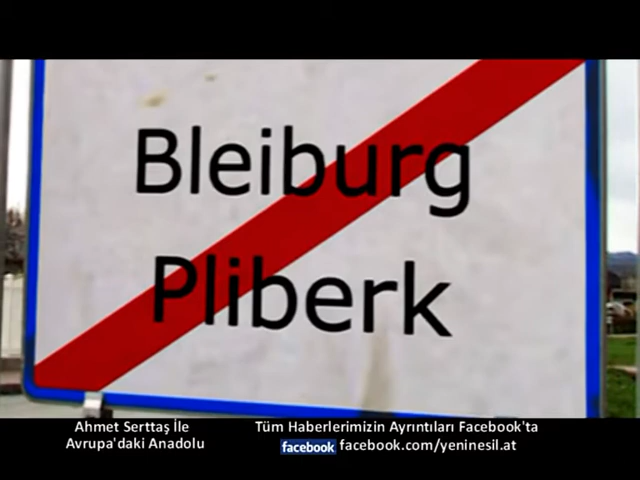 Bleiburg
Pliberk
Ahmet Serttaş İle
Avrupa'daki Anadolu
Tüm Haberlerimizin Ayrıntıları Facebook'ta
facebook facebook.com/yeninesil.at